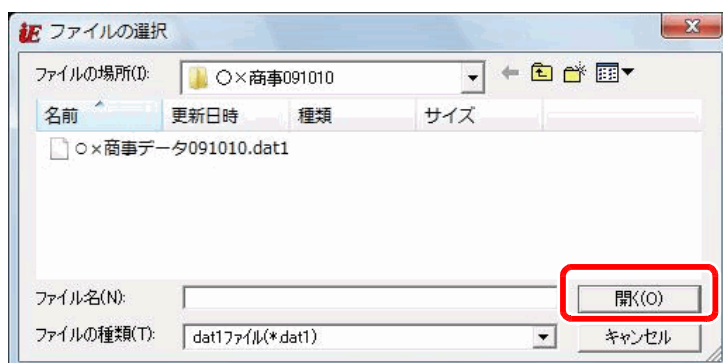 iE ファイルの選択
ファイルの場所(I): ○×商事091010
名前 更新日時 種類 サイズ
○×商事データ091010.dat1
ファイル名(N): 開く(O)
ファイルの種類(T): dat1ファイル(*.dat1) キャンセル